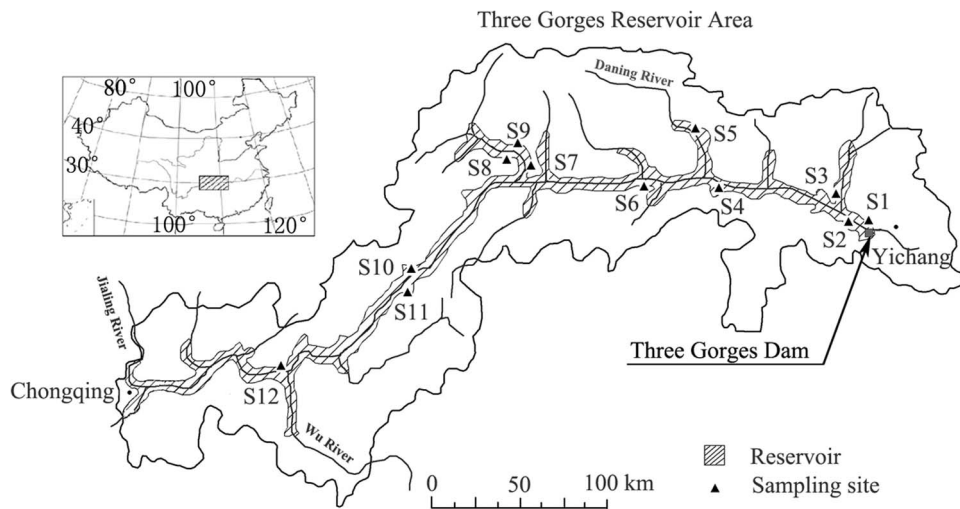 Three Gorges Reservoir Area
Daning River
80°
100°
40°
30°
100°
120°
S9
S8
S7
S5
S3
S6
S4
S1
S2
Yichang
S10
S11
Jialing River
Three Gorges Dam
Chongqing
S12
Wu River
Reservoir
Sampling site
0 50 100 km